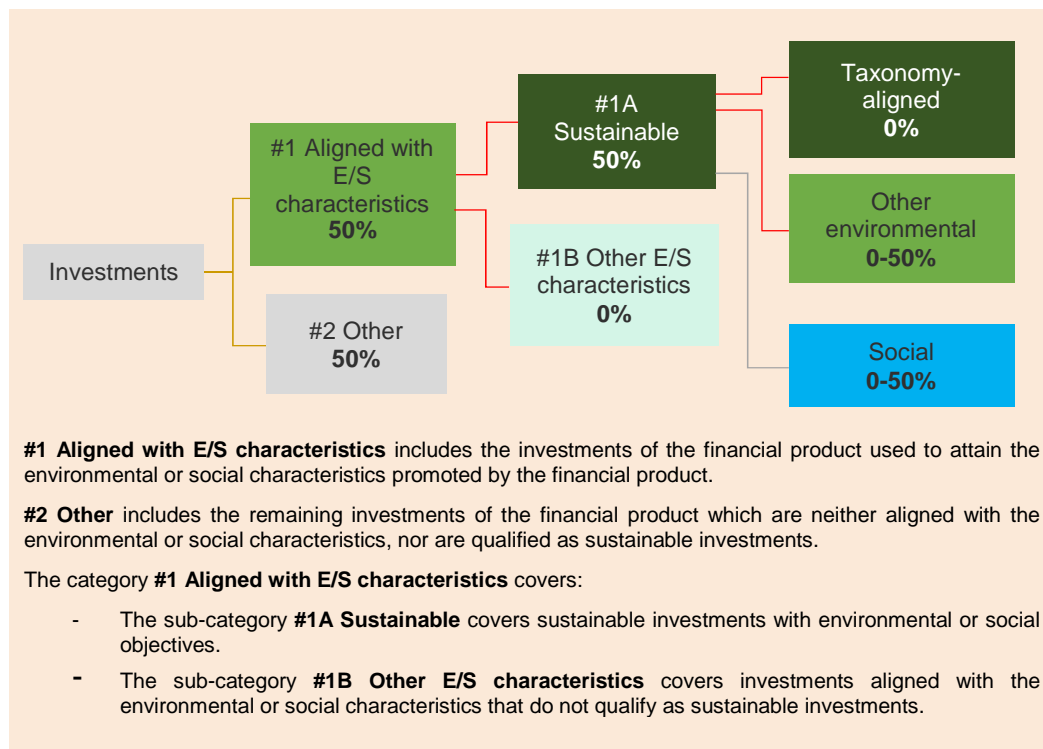 Investments
#1 Aligned with
E/S
characteristics
50%
#2 Other
50%
#1A
Sustainable
50%
#1B Other E/S
characteristics
0%
Taxonomy-
aligned
0%
Other
environmental
0-50%
Social
0-50%
#1 Aligned with E/S characteristics includes the investments of the financial product used to attain the
environmental or social characteristics promoted by the financial product.
#2 Other includes the remaining investments of the financial product which are neither aligned with the
environmental or social characteristics, nor are qualified as sustainable investments.
The category #1 Aligned with E/S characteristics covers:
- The sub-category #1A Sustainable covers sustainable investments with environmental or social
objectives.
- The sub-category #1B Other E/S characteristics covers investments aligned with the
environmental or social characteristics that do not qualify as sustainable investments.